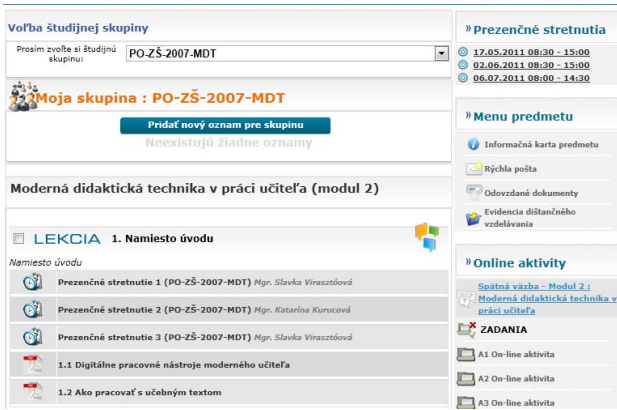 Voľba študijnej skupiny
Prosím zvoľte si študijnú
skupinu:
PO-ZŠ-2007-MDT
Moja skupina : PO-ZŠ-2007-MDT
Pridať nový oznam pre skupinu
Neexistujú žiadne oznamy
Moderná didaktická technika v práci učiteľa (modul 2)
LEKCIA 1. Namiesto úvodu
Namiesto úvodu
Prezenčné stretnutie 1 (PO-ZŠ-2007-MDT) Mgr. Slavka Virasztóová
Prezenčné stretnutie 2 (PO-ZŠ-2007-MDT) Mgr. Katarína Kurucová
Prezenčné stretnutie 3 (PO-ZŠ-2007-MDT) Mgr. Slavka Virasztóová
1.1 Digitálne pracovné nástroje moderného učiteľa
1.2 Ako pracovať s učebným textom
» Prezenčné stretnutia
17.05.2011 08:30 - 15:00
02.06.2011 08:30 - 15:00
06.07.2011 08:00 - 14:30
» Menu predmetu
Informačná karta predmetu
Rýchla pošta
Odovzdané dokumenty
Evidencia dištančného
vzdelávania
» Online aktivity
Spätná väzba - Modul 2 :
Moderná didaktická technika v
práci učiteľa
ZADANIA
A1 On-line aktivita
A2 On-line aktivita
A3 On-line aktivita